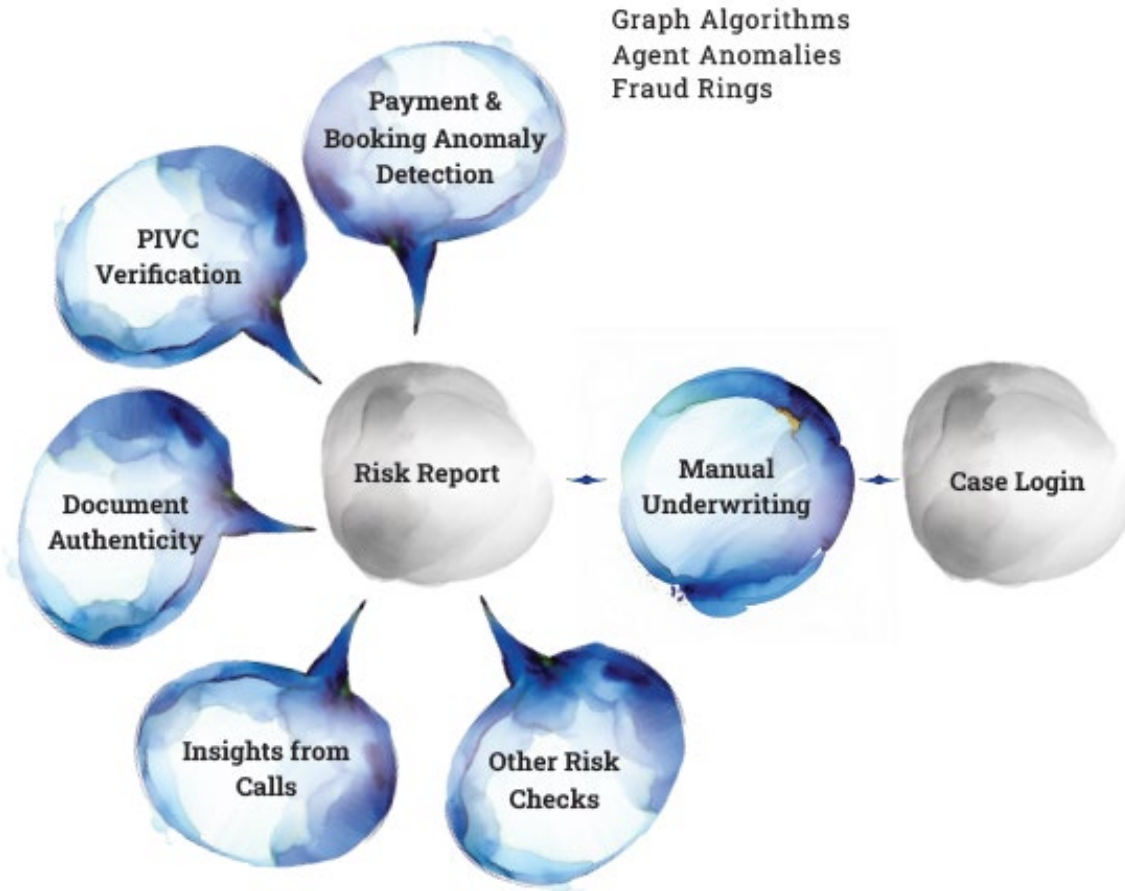 Graph Algorithms
Agent Anomalies
Fraud Rings
Payment &
Booking Anomaly
Detection
PIVC
Verification
Document
Authenticity
Insights from
Calls
Other Risk
Checks
Risk Report
Manual
Underwriting
Case Login